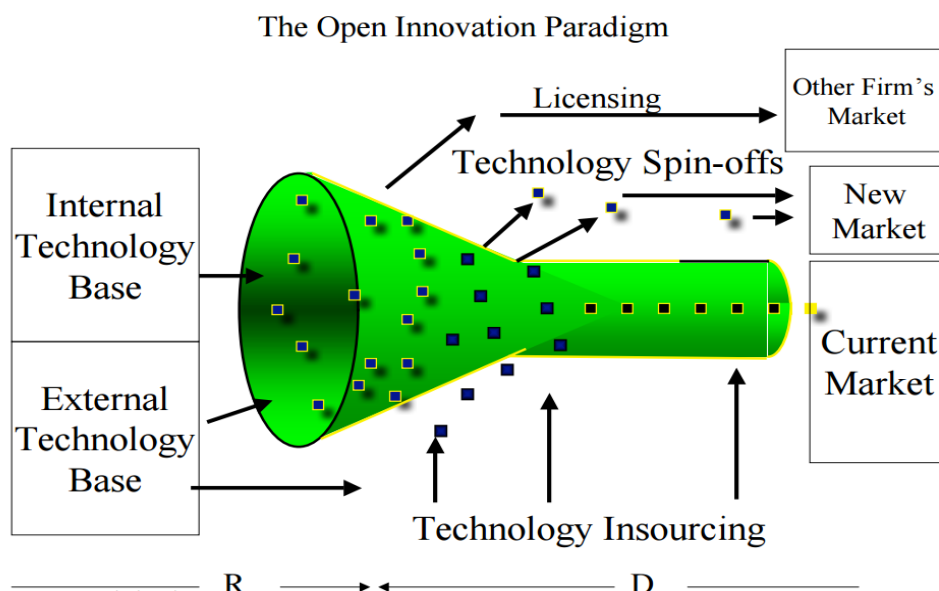 The Open Innovation Paradigm
Licensing
Other Firm's
Market
Technology Spin-offs
Internal
Technology
Base
New
Market
External
Technology
Base
Current
Market
Technology Insourcing
R
D